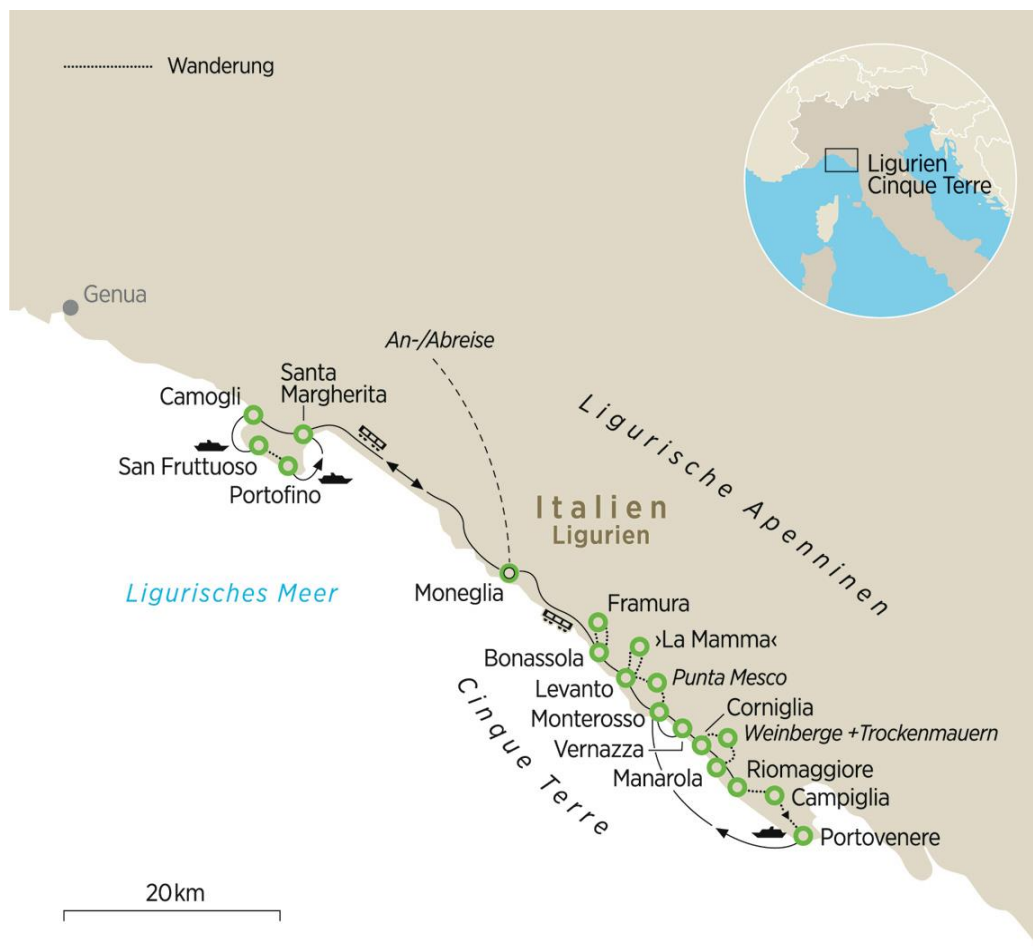 Wanderung
Ligurien
Cinque Terre
Genua
An-/Abreise
Santa
Margherita
Camogli
San Fruttuoso
Portofino
Ligurische Apenninen
Italien
Ligurien
Ligurisches Meer
Moneglia
Framura
›La Mamma‹
Bonassola
Punta Mesco
Levanto
Cinque Terre
Corniglia
Monterosso
Weinberge +Trockenmauern
Vernazza
Riomaggiore
Manarola
Campiglia
Portovenere
20 km